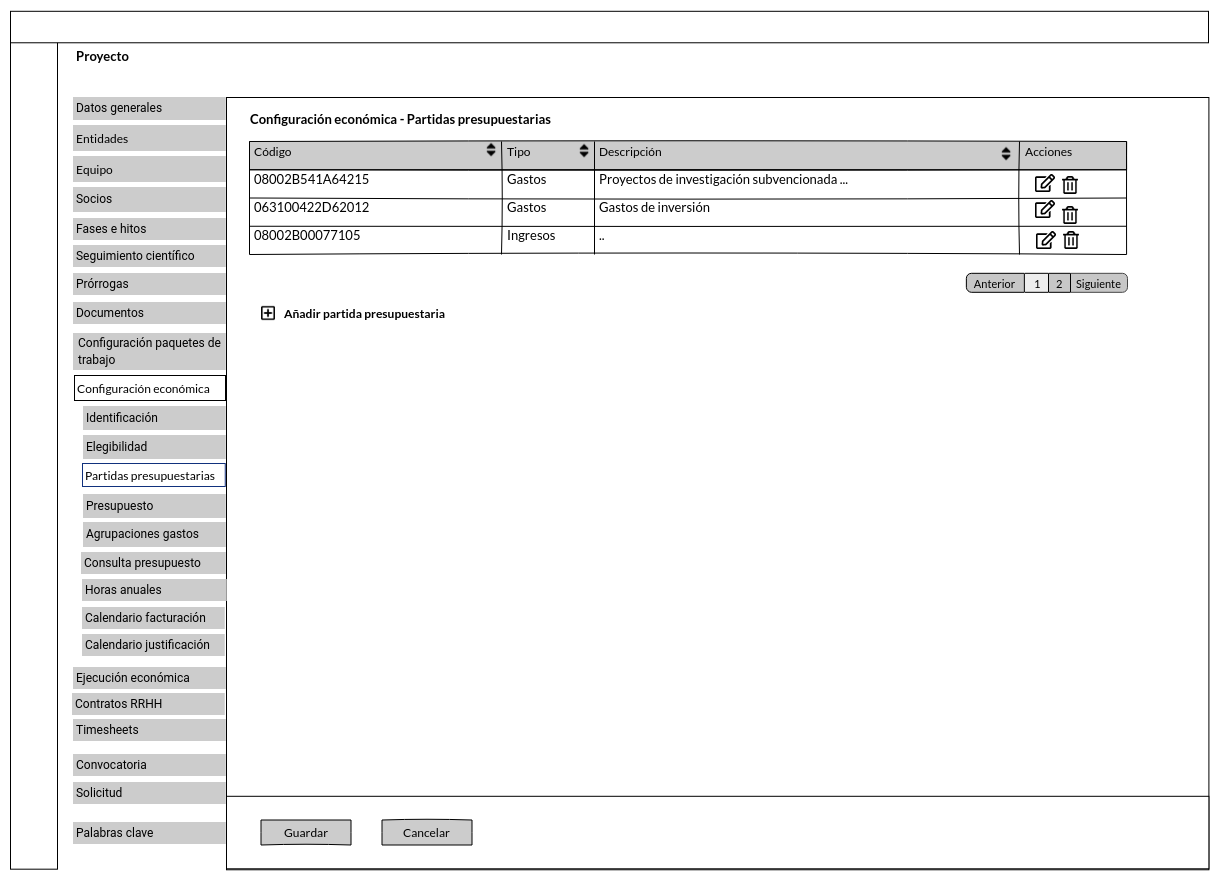 Proyecto
Datos generales
Entidades
Equipo
Socios
Fases e hitos
Seguimiento científico
Prórrogas
Documentos
Configuración paquetes de
trabajo
Configuración económica
Identificación
Elegibilidad
Partidas presupuestarias
Presupuesto
Agrupaciones gastos
Consulta presupuesto
Horas anuales
Calendario facturación
Calendario justificación
Ejecución económica
Contratos RRHH
Timesheets
Convocatoria
Solicitud
Palabras clave
Configuración económica - Partidas presupuestarias
Código Tipo Descripción Acciones
08002B541A64215 Gastos Proyectos de investigación subvencionada ...
063100422D62012 Gastos Gastos de inversión
08002B00077105 Ingresos ..
Anterior 1 2 Siguiente
Añadir partida presupuestaria
Guardar Cancelar